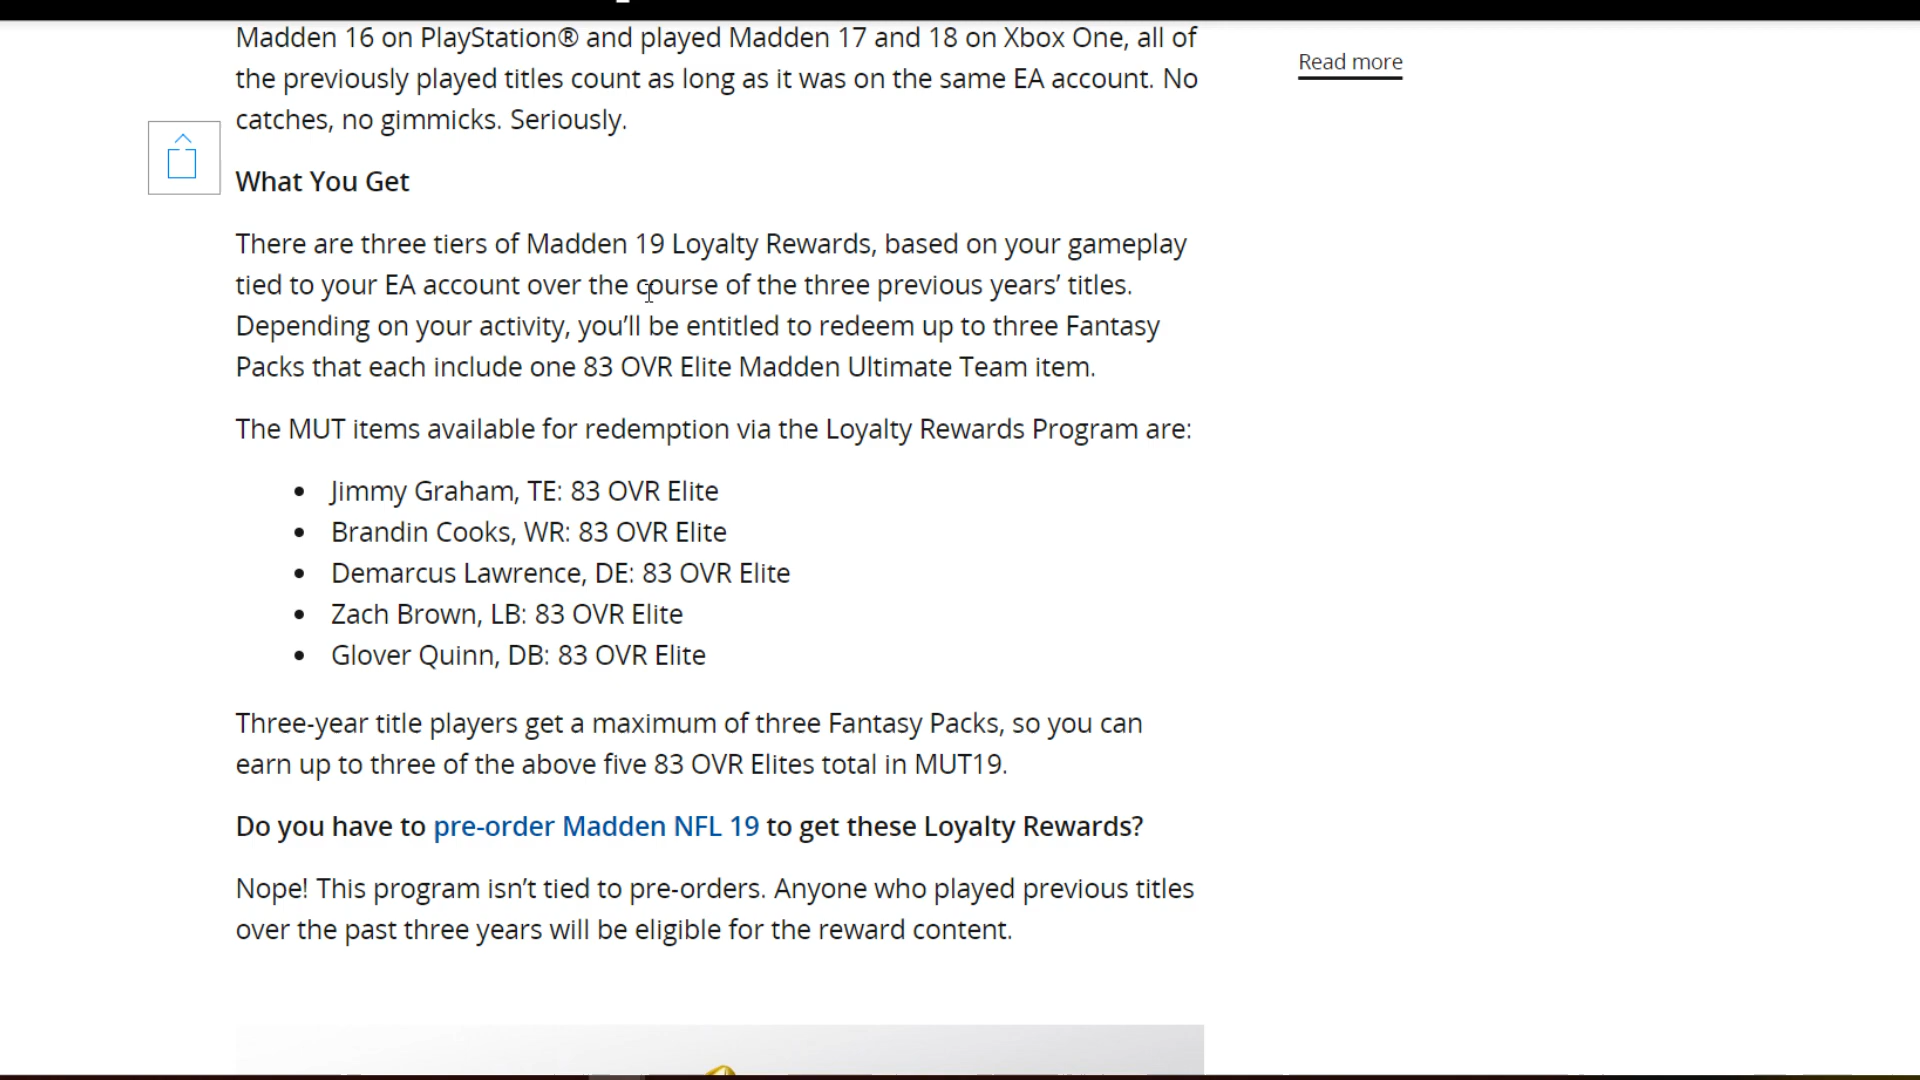 Madden 16 on PlayStation® and played Madden 17 and 18 on Xbox One, all of
the previously played titles count as long as it was on the same EA account. No
catches, no gimmicks. Seriously.
Read more
What You Get
There are three tiers of Madden 19 Loyalty Rewards, based on your gameplay
tied to your EA account over the course of the three previous years’ titles.
Depending on your activity, you’ll be entitled to redeem up to three Fantasy
Packs that each include one 83 OVR Elite Madden Ultimate Team item.
The MUT items available for redemption via the Loyalty Rewards Program are:
• Jimmy Graham, TE: 83 OVR Elite
• Brandin Cooks, WR: 83 OVR Elite
• Demarcus Lawrence, DE: 83 OVR Elite
• Zach Brown, LB: 83 OVR Elite
• Glover Quinn, DB: 83 OVR Elite
Three-year title players get a maximum of three Fantasy Packs, so you can
earn up to three of the above five 83 OVR Elites total in MUT19.
Do you have to pre-order Madden NFL 19 to get these Loyalty Rewards?
Nope! This program isn’t tied to pre-orders. Anyone who played previous titles
over the past three years will be eligible for the reward content.